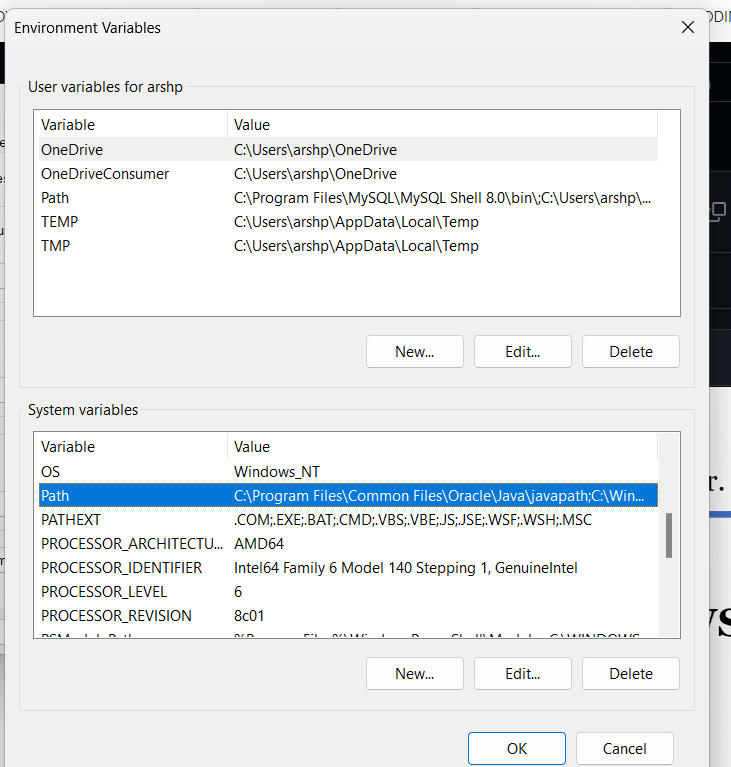 Environment Variables
User variables for arshp
Variable Value
OneDrive C:\Users\arshp\OneDrive
OneDriveConsumer C:\Users\arshp\OneDrive
Path C:\Program Files\MySQL\MySQL Shell 8.0\bin\;C:\Users\arshp\...
TEMP C:\Users\arshp\AppData\Local\Temp
TMP C:\Users\arshp\AppData\Local\Temp
New... Edit... Delete
System variables
Variable Value
OS Windows_NT
Path C:\Program Files\Common Files\Oracle\Java\javapath;C:\Win...
PATHEXT .COM;.EXE;.BAT;.CMD;.VBS;.VBE;.JS;.JSE;.WSF;.WSH;.MSC
PROCESSOR_ARCHITECTU... AMD64
PROCESSOR_IDENTIFIER Intel64 Family 6 Model 140 Stepping 1, GenuineIntel
PROCESSOR_LEVEL 6
PROCESSOR_REVISION 8c01
New... Edit... Delete
OK Cancel